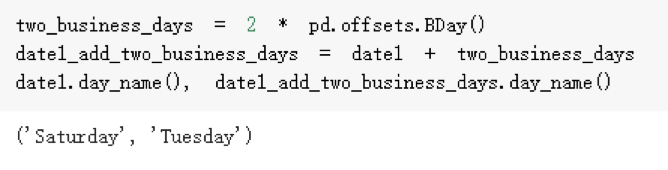 two_business_days = 2 * pd.offsets.BDay()
date1_add_two_business_days = date1 + two_business_days
date1.day_name(), date1_add_two_business_days.day_name()
('Saturday', 'Tuesday')